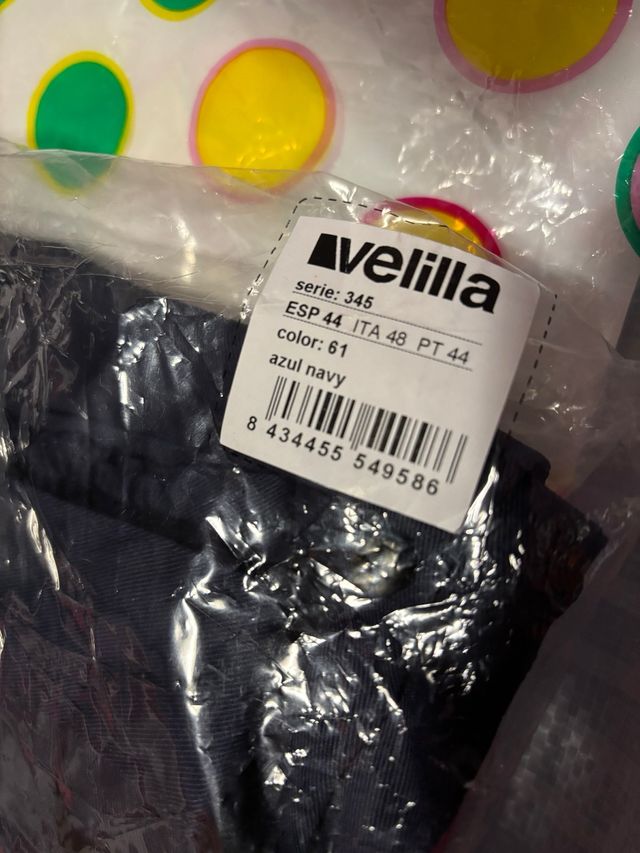 velilla
serie: 345
ESP 44 ITA 48 PT 44
color: 61
azul navy
8 434455 549586